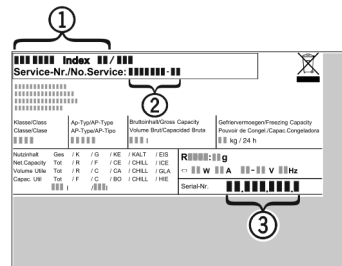 1
Index /
Service-Nr./No.Service: -
2
Klasse/Class
Classe/Clase
Ap-Typ/AP-Type
AP-Type/AP-Tipo
Bruttoinhalt/Gross Capacity
Volume Brut/Capacidad Bruta
l
Gefriervermoegen/Freezing Capacity
Pouvoir de Congel./Capac.Congeladora
kg / 24 h
Nutzinhalt Ges / K / G / KE / KALT / EIS
Net Capacity Tot / R / F / CE / CHILL / ICE
Volume Utile Tot / R / C / CA / CHILL / GLA
Capac. Util Tot / F / C / BO / CHILL / HIE
l / l
R : g
W A - V Hz
Serial-Nr.
3